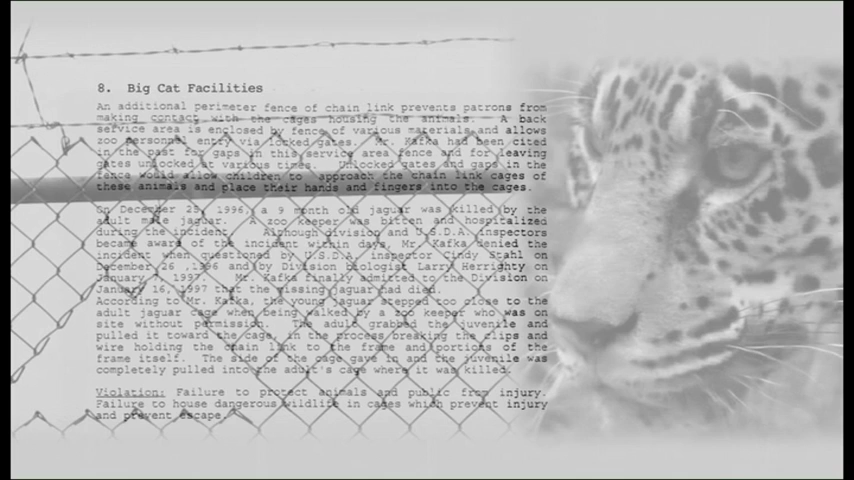 8. Big Cat Facilities
An additional perimeter fence of chain link prevents patrons from
making contact with the cages housing the animals. A back
service area is enclosed by fence of various materials and allows
zoo personnel entry via locked gates. Mr. Kafka had been cited
in the past for gaps in this service area fence and for leaving
gates unlocked at various times. Unlocked gates and gaps in the
fence would allow children to approach the chain link cages of
these animals and place their hands and fingers into the cages.
On December 25, 1996, a 9 month old jaguar was killed by the
adult male jaguar. A zoo keeper was bitten and hospitalized
during the incident. Although division and U.S.D.A. inspectors
became aware of the incident within days, Mr. Kafka denied the
incident when questioned by U.S.D.A. inspector Cindy Stahl on
December 26 ,1996 and by Division biologist Larry Herrighty on
January 7, 1997. Mr. Kafka finally admitted to the Division on
January 16, 1997 that the missing jaguar had died.
According to Mr. Kafka, the young jaguar stepped too close to the
adult jaguar cage when being walked by a zoo keeper who was on
site without permission. The adult grabbed the juvenile and
pulled it toward the cage, in the process breaking the clips and
wire holding the chain link to the frame and portions of the
frame itself. The side of the cage gave in and the juvenile was
completely pulled into the adult's cage where it was killed.
Violation: Failure to protect animals and public from injury.
Failure to house dangerous wildlife in cages which prevent injury
and prevent escape.